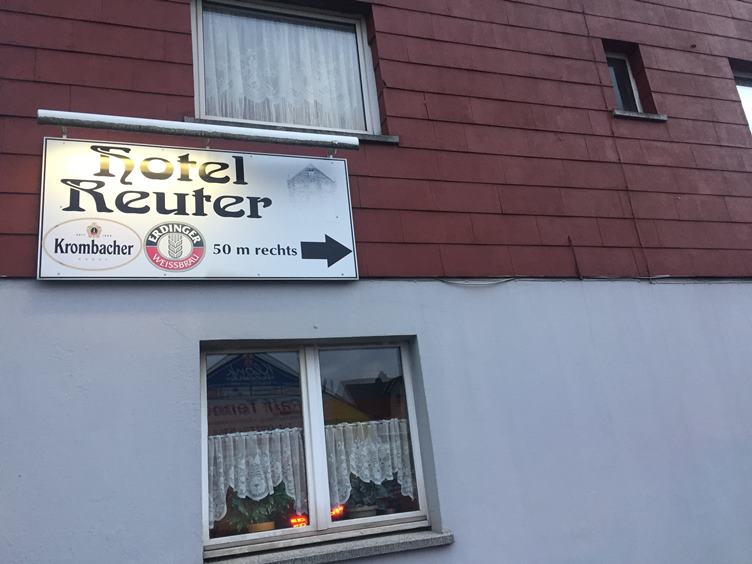 Hotel
Reuter
Krombacher
ERDINGER
WEISSBRÄU
50 m rechts